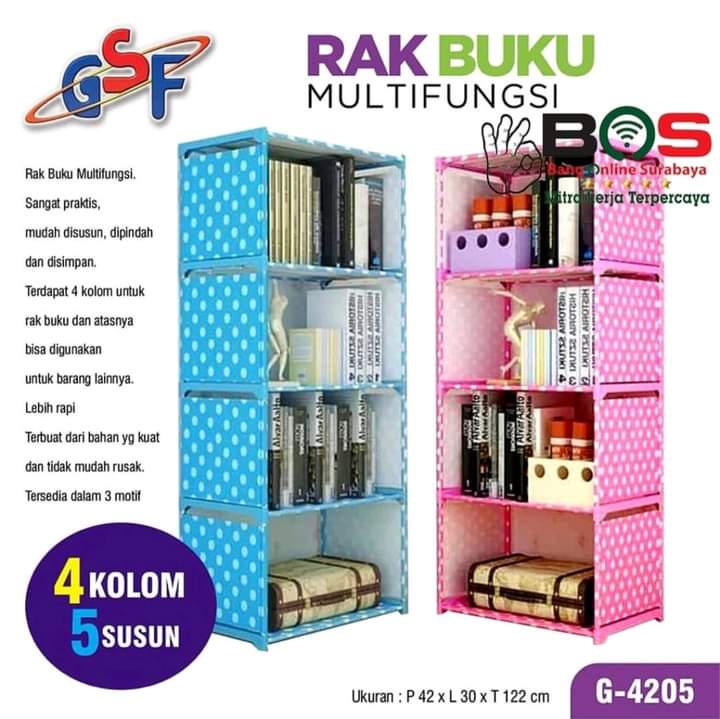 GSF
RAK BUKU
MULTIFUNGSI
BOS
Bang Online Surabaya
Mitra Kerja Terpercaya
Rak Buku Multifungsi.
Sangat praktis,
mudah disusun, dipindah
dan disimpan.
Terdapat 4 kolom untuk
rak buku dan atasnya
bisa digunakan
untuk barang lainnya.
Lebih rapi
Terbuat dari bahan yg kuat
dan tidak mudah rusak.
Tersedia dalam 3 motif
4 KOLOM
5 SUSUN
Ukuran : P 42 x L 30 x T 122 cm
G-4205